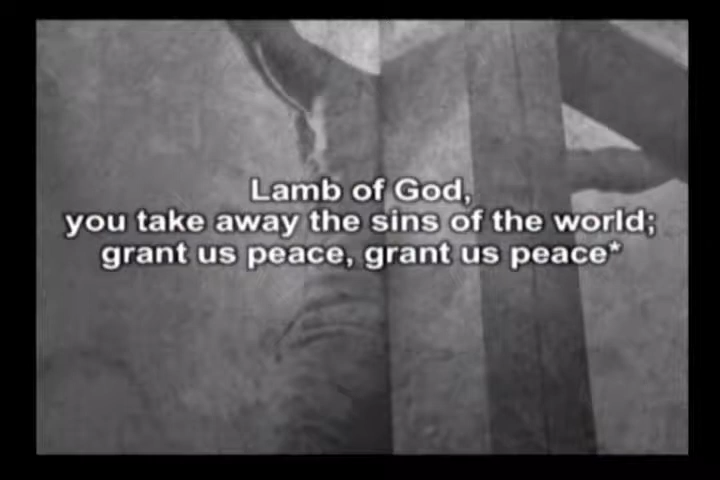 Lamb of God,
you take away the sins of the world;
grant us peace, grant us peace*